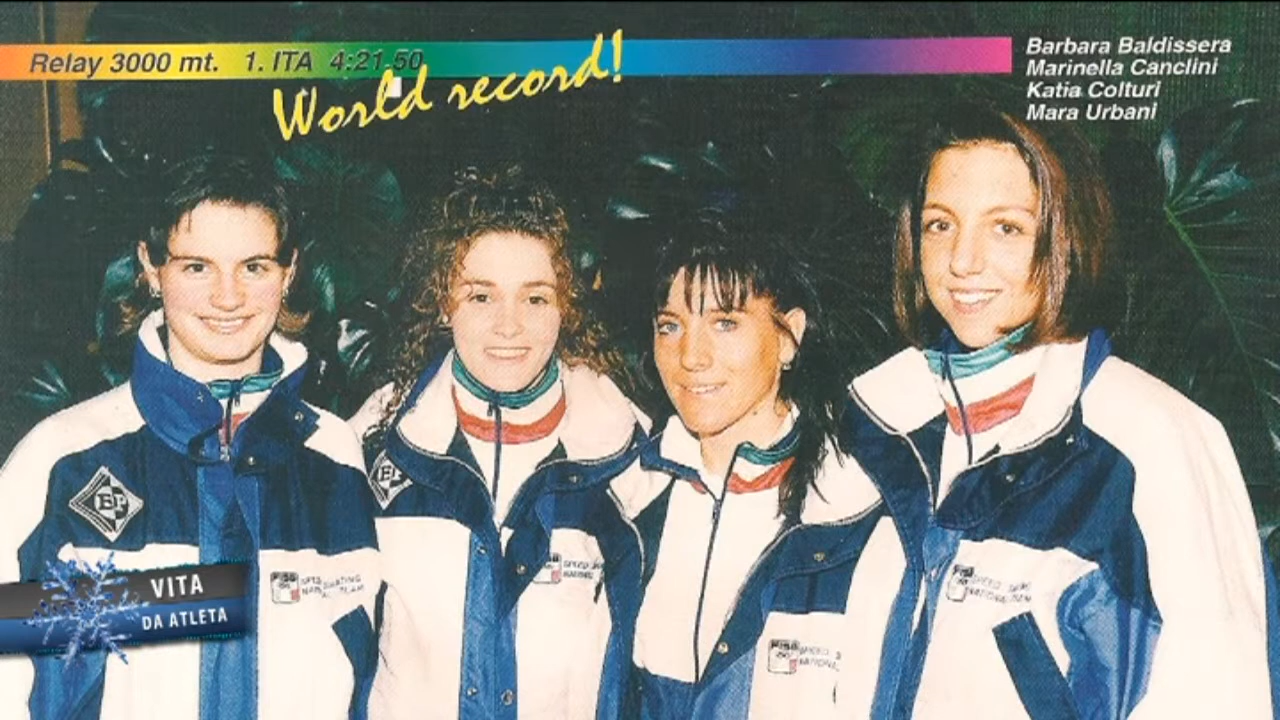 Relay 3000 mt. 1. ITA 4:21.50
World record!
Barbara Baldissera
Marinella Canclini
Katia Colturi
Mara Urbani
VITA
DA ATLETA